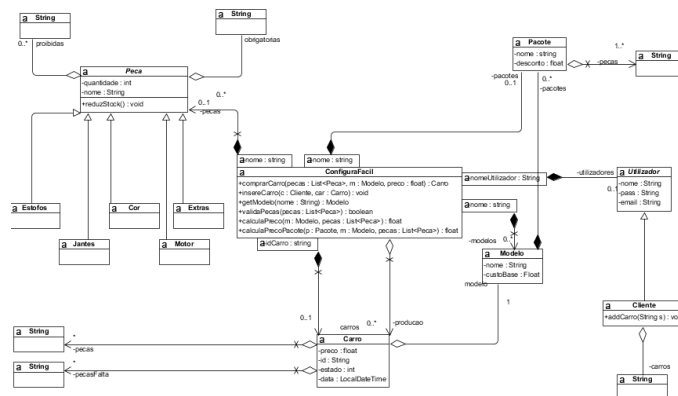 a String
a String
0..* proibidas
obrigatorias
a Peca
-quantidade : int
-nome : String
+reduzStock() : void
a Pacote
-nome : string
-desconto : float
1..*
-pecas
a String
-pacotes
0..1
0..*
-pacotes
0..*
0..1
-pecas
a nome : string
a nome : string
a ConfiguraFacil
+comprarCarro(pecas : List<Peca>, m : Modelo, preco : float) : Carro
+insereCarro(c : Cliente, car : Carro) : void
+getModelo(nome : String) : Modelo
+validaPecas(pecas : List<Peca>) : boolean
+calculaPreco(m : Modelo, pecas : List<Peca>) : float
+calculaPrecoPacote(p : Pacote, m : Modelo, pecas : List<Peca>) : float
a nomeUtilizador : String
-utilizadores
0..1
a Utilizador
-nome : String
-pass : String
-email : String
a nome : string
a idCarro : String
a Estofos
a Cor
a Extras
a Jantes
a Motor
-modelos
0..*
a Modelo
-nome : String
-custoBase : Float
modelo
1
a Cliente
+addCarro(String s) : vo
-carros
a String
0..1
carros
0..*
-producao
a Carro
-preco : float
-id : String
-estado : int
-data : LocalDateTime
a String
*
-pecas
a String
*
-pecasFalta